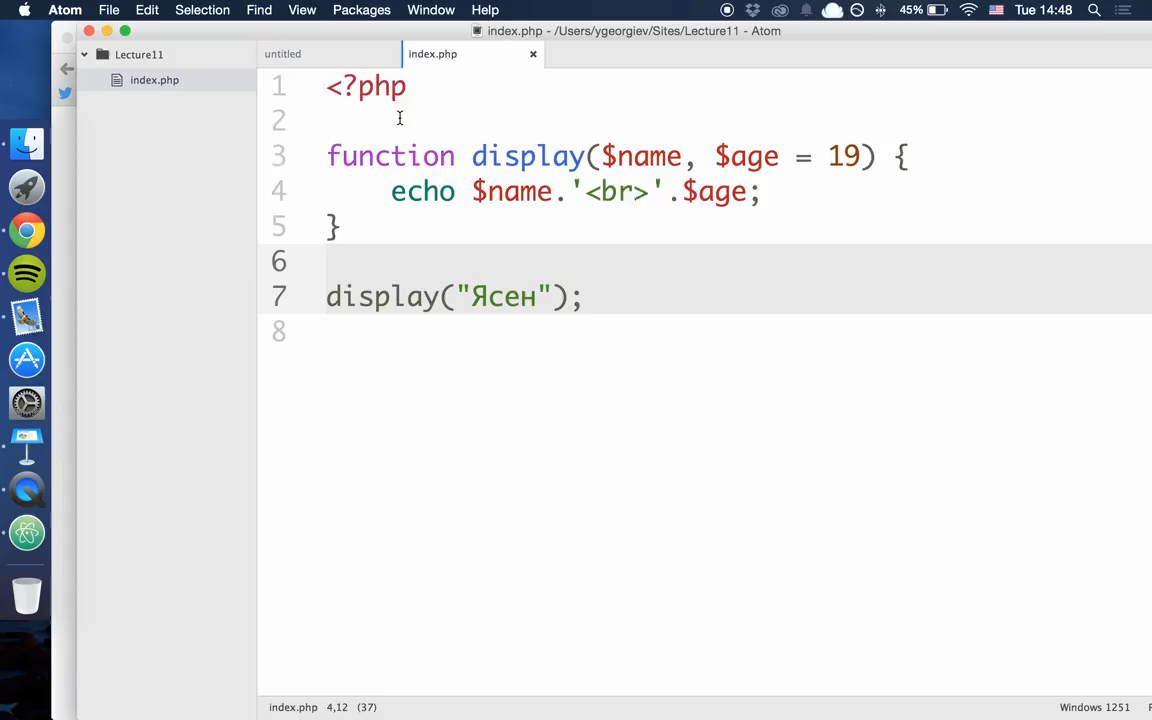 Atom File Edit Selection Find View Packages Window Help 45% Tue 14:48
index.php - /Users/ygeorgiev/Sites/Lecture11 - Atom
Lecture11
index.php
untitled
index.php
1 <?php
2
3 function display($name, $age = 19) {
4 echo $name.'<br>'.$age;
5 }
6
7 display("Ясен");
8
index.php 4,12 (37)
Windows 1251